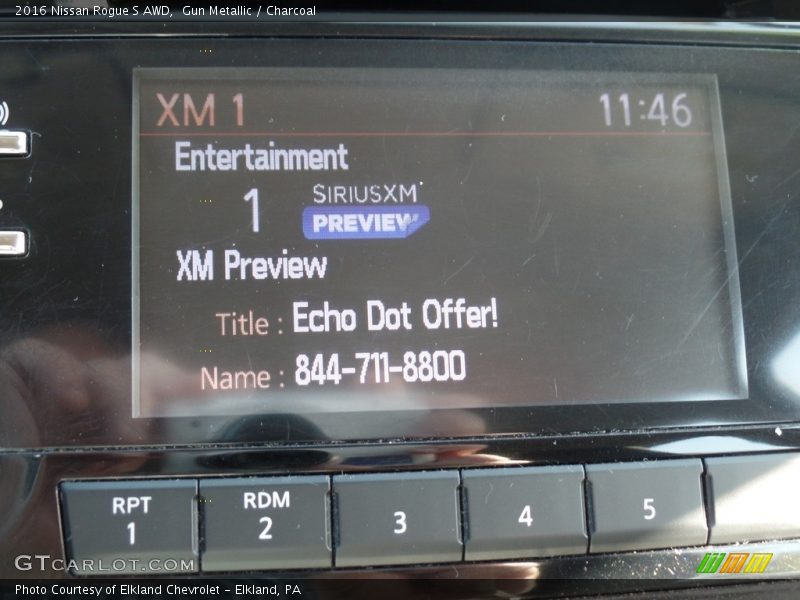 2016 Nissan Rogue S AWD,  Gun Metallic / Charcoal
XM 1 11:46
Entertainment
1 SIRIUSXM
PREVIEW
XM Preview
Title : Echo Dot Offer!
Name : 844-711-8800
RPT RDM
1 2 3 4 5
GTCARLOT.COM
Photo Courtesy of Elkland Chevrolet - Elkland, PA